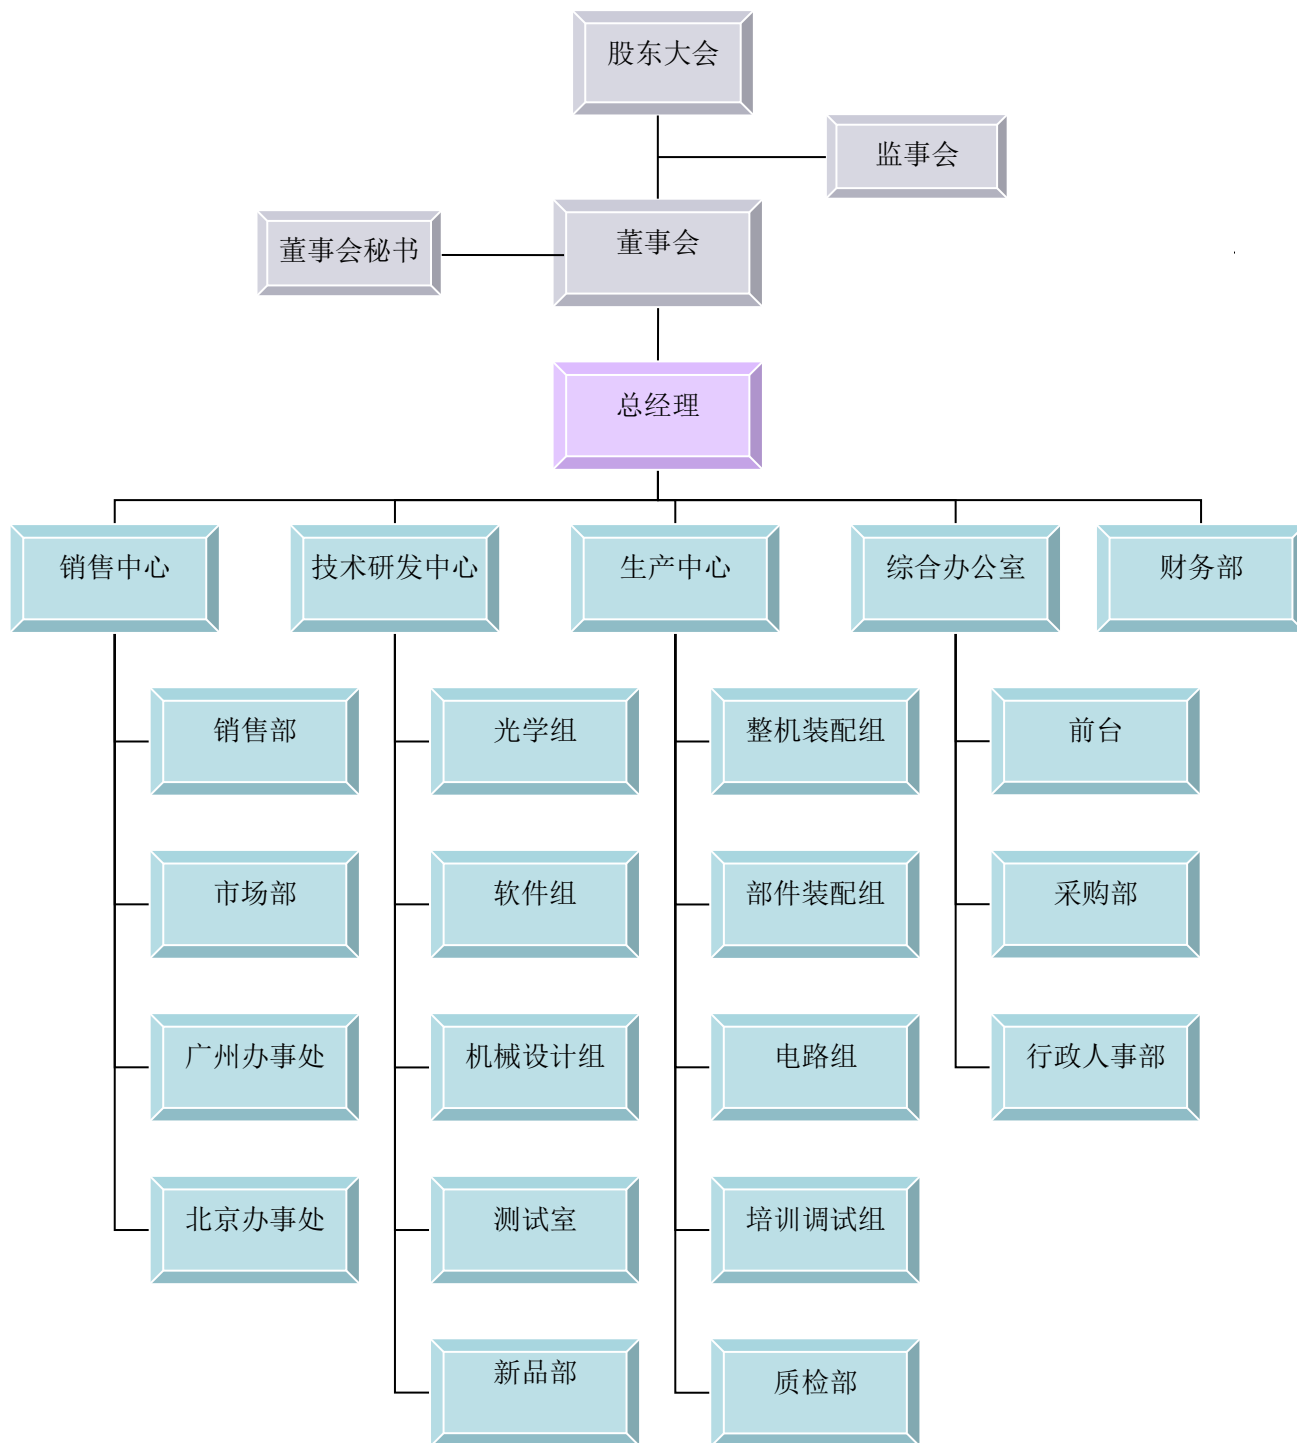 股东大会
监事会
董事会秘书
董事会
总经理
销售中心
技术研发中心
生产中心
综合办公室
财务部
销售部
光学组
整机装配组
前台
市场部
软件组
部件装配组
采购部
广州办事处
机械设计组
电路组
行政人事部
北京办事处
测试室
培训调试组
新品部
质检部